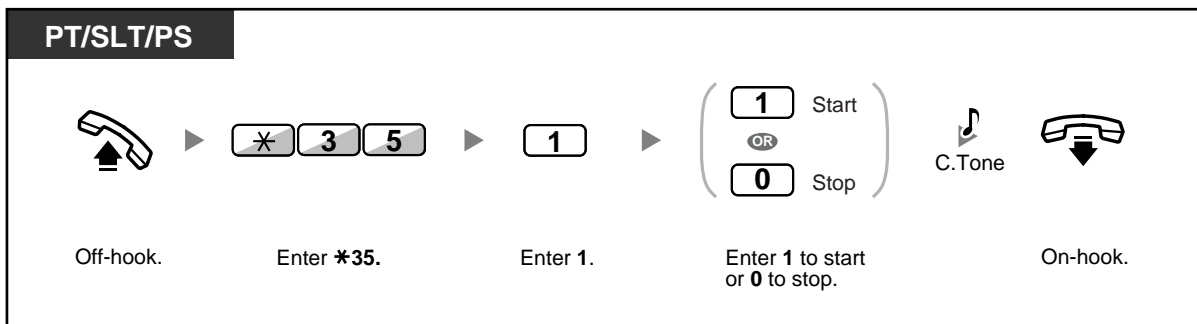 PT/SLT/PS
1 Start
* 3 5
1
OR
0 Stop
C.Tone
Off-hook.
Enter *35.
Enter 1.
Enter 1 to start
or 0 to stop.
On-hook.